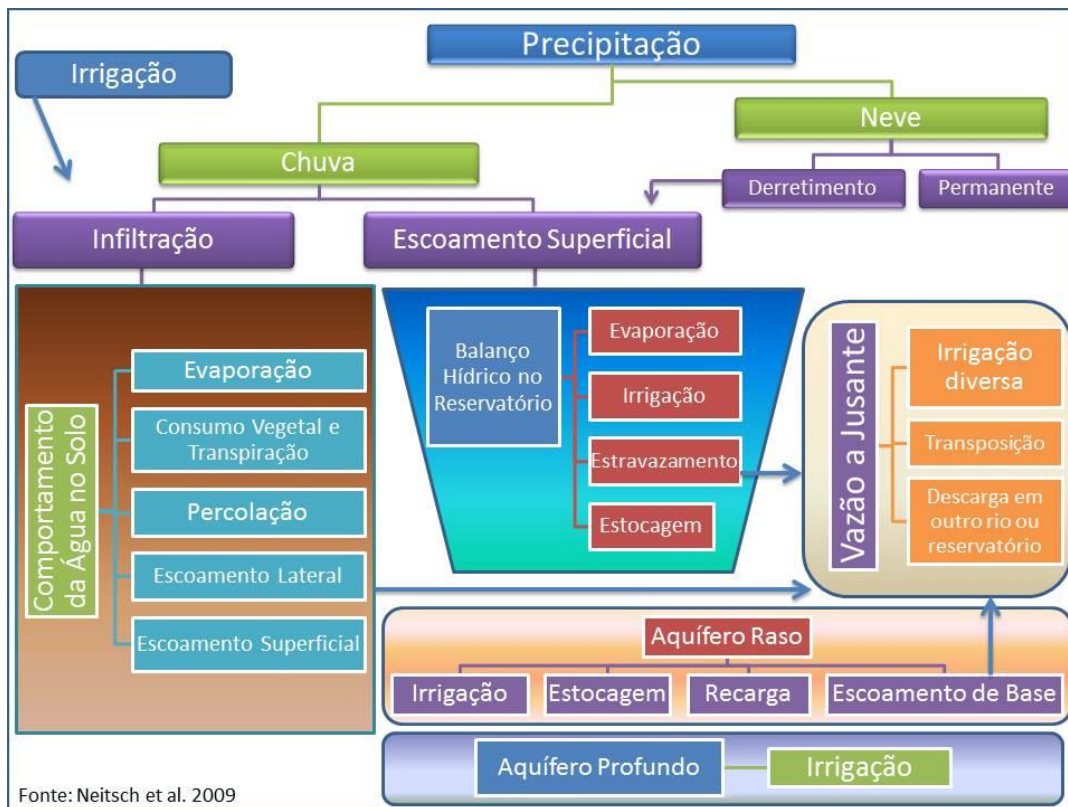 Precipitação
Irrigação
Neve
Chuva
Derretimento
Permanente
Infiltração
Escoamento Superficial
Comportamento
da Água no Solo
Evaporação
Consumo Vegetal e
Transpiração
Percolação
Escoamento Lateral
Escoamento Superficial
Balanço
Hídrico no
Reservatório
Evaporação
Irrigação
Estravazamento
Estocagem
Vazão a Jusante
Irrigação
diversa
Transposição
Descarga em
outro rio ou
reservatório
Aquífero Raso
Irrigação
Estocagem
Recarga
Escoamento de Base
Aquífero Profundo
Irrigação
Fonte: Neitsch et al. 2009